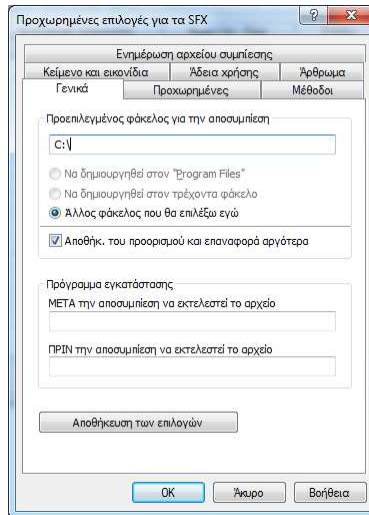 Προχωρημένες επιλογές για τα SFX
Ενημέρωση αρχείου συμπίεσης
Κείμενο και εικονίδια Άδεια χρήσης Άρθρωμα
Γενικά Προχωρημένες Μέθοδοι
Προεπιλεγμένος φάκελος για την αποσυμπίεση
C:\
Να δημιουργηθεί στον "Program Files"
Να δημιουργηθεί στον τρέχοντα φάκελο
Άλλος φάκελος που θα επιλέξω εγώ
Αποθήκ. του προορισμού και επαναφορά αργότερα
Πρόγραμμα εγκατάστασης
ΜΕΤΑ την αποσυμπίεση να εκτελεστεί το αρχείο
ΠΡΙΝ την αποσυμπίεση να εκτελεστεί το αρχείο
Αποθήκευση των επιλογών
OK Άκυρο Βοήθεια